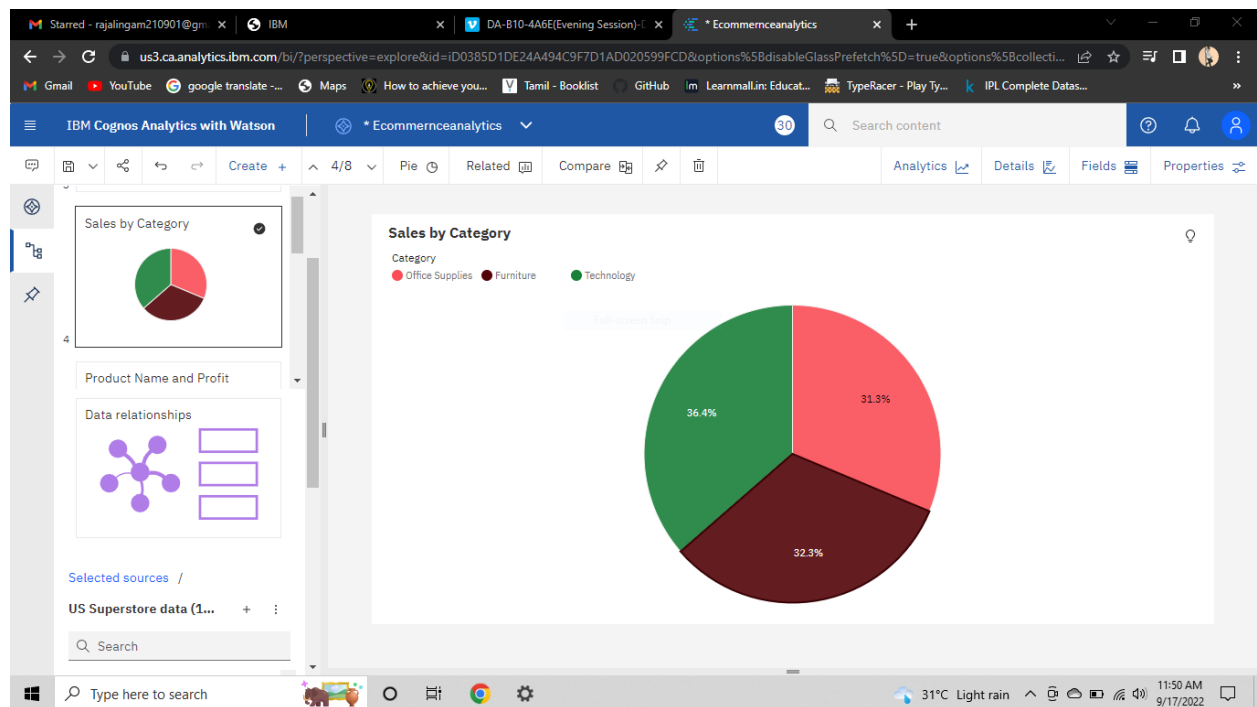 Starred - rajalingam210901@gm
IBM
DA-B10-4A6E(Evening Session)-
* Ecommernceanalytics
us3.ca.analytics.ibm.com/bi/?perspective=explore&id=iD0385D1DE24A494C9F7D1AD020599FCD&options%5BdisableGlassPrefetch%5D=true&options%5Bcollecti...
Gmail YouTube google translate -... Maps How to achieve you... Tamil - Booklist GitHub Learnmall.in: Educat... TypeRacer - Play Ty... IPL Complete Datas... »
IBM Cognos Analytics with Watson
* Ecommernceanalytics
30
Search content
Create +
4/8
Pie
Related
Compare
Analytics
Details
Fields
Properties
Sales by Category
4
Product Name and Profit
Data relationships
Selected sources /
US Superstore data (1...
Search
Sales by Category
Category
Office Supplies Furniture Technology
36.4%
31.3%
32.3%
Type here to search
31°C Light rain
11:50 AM
9/17/2022